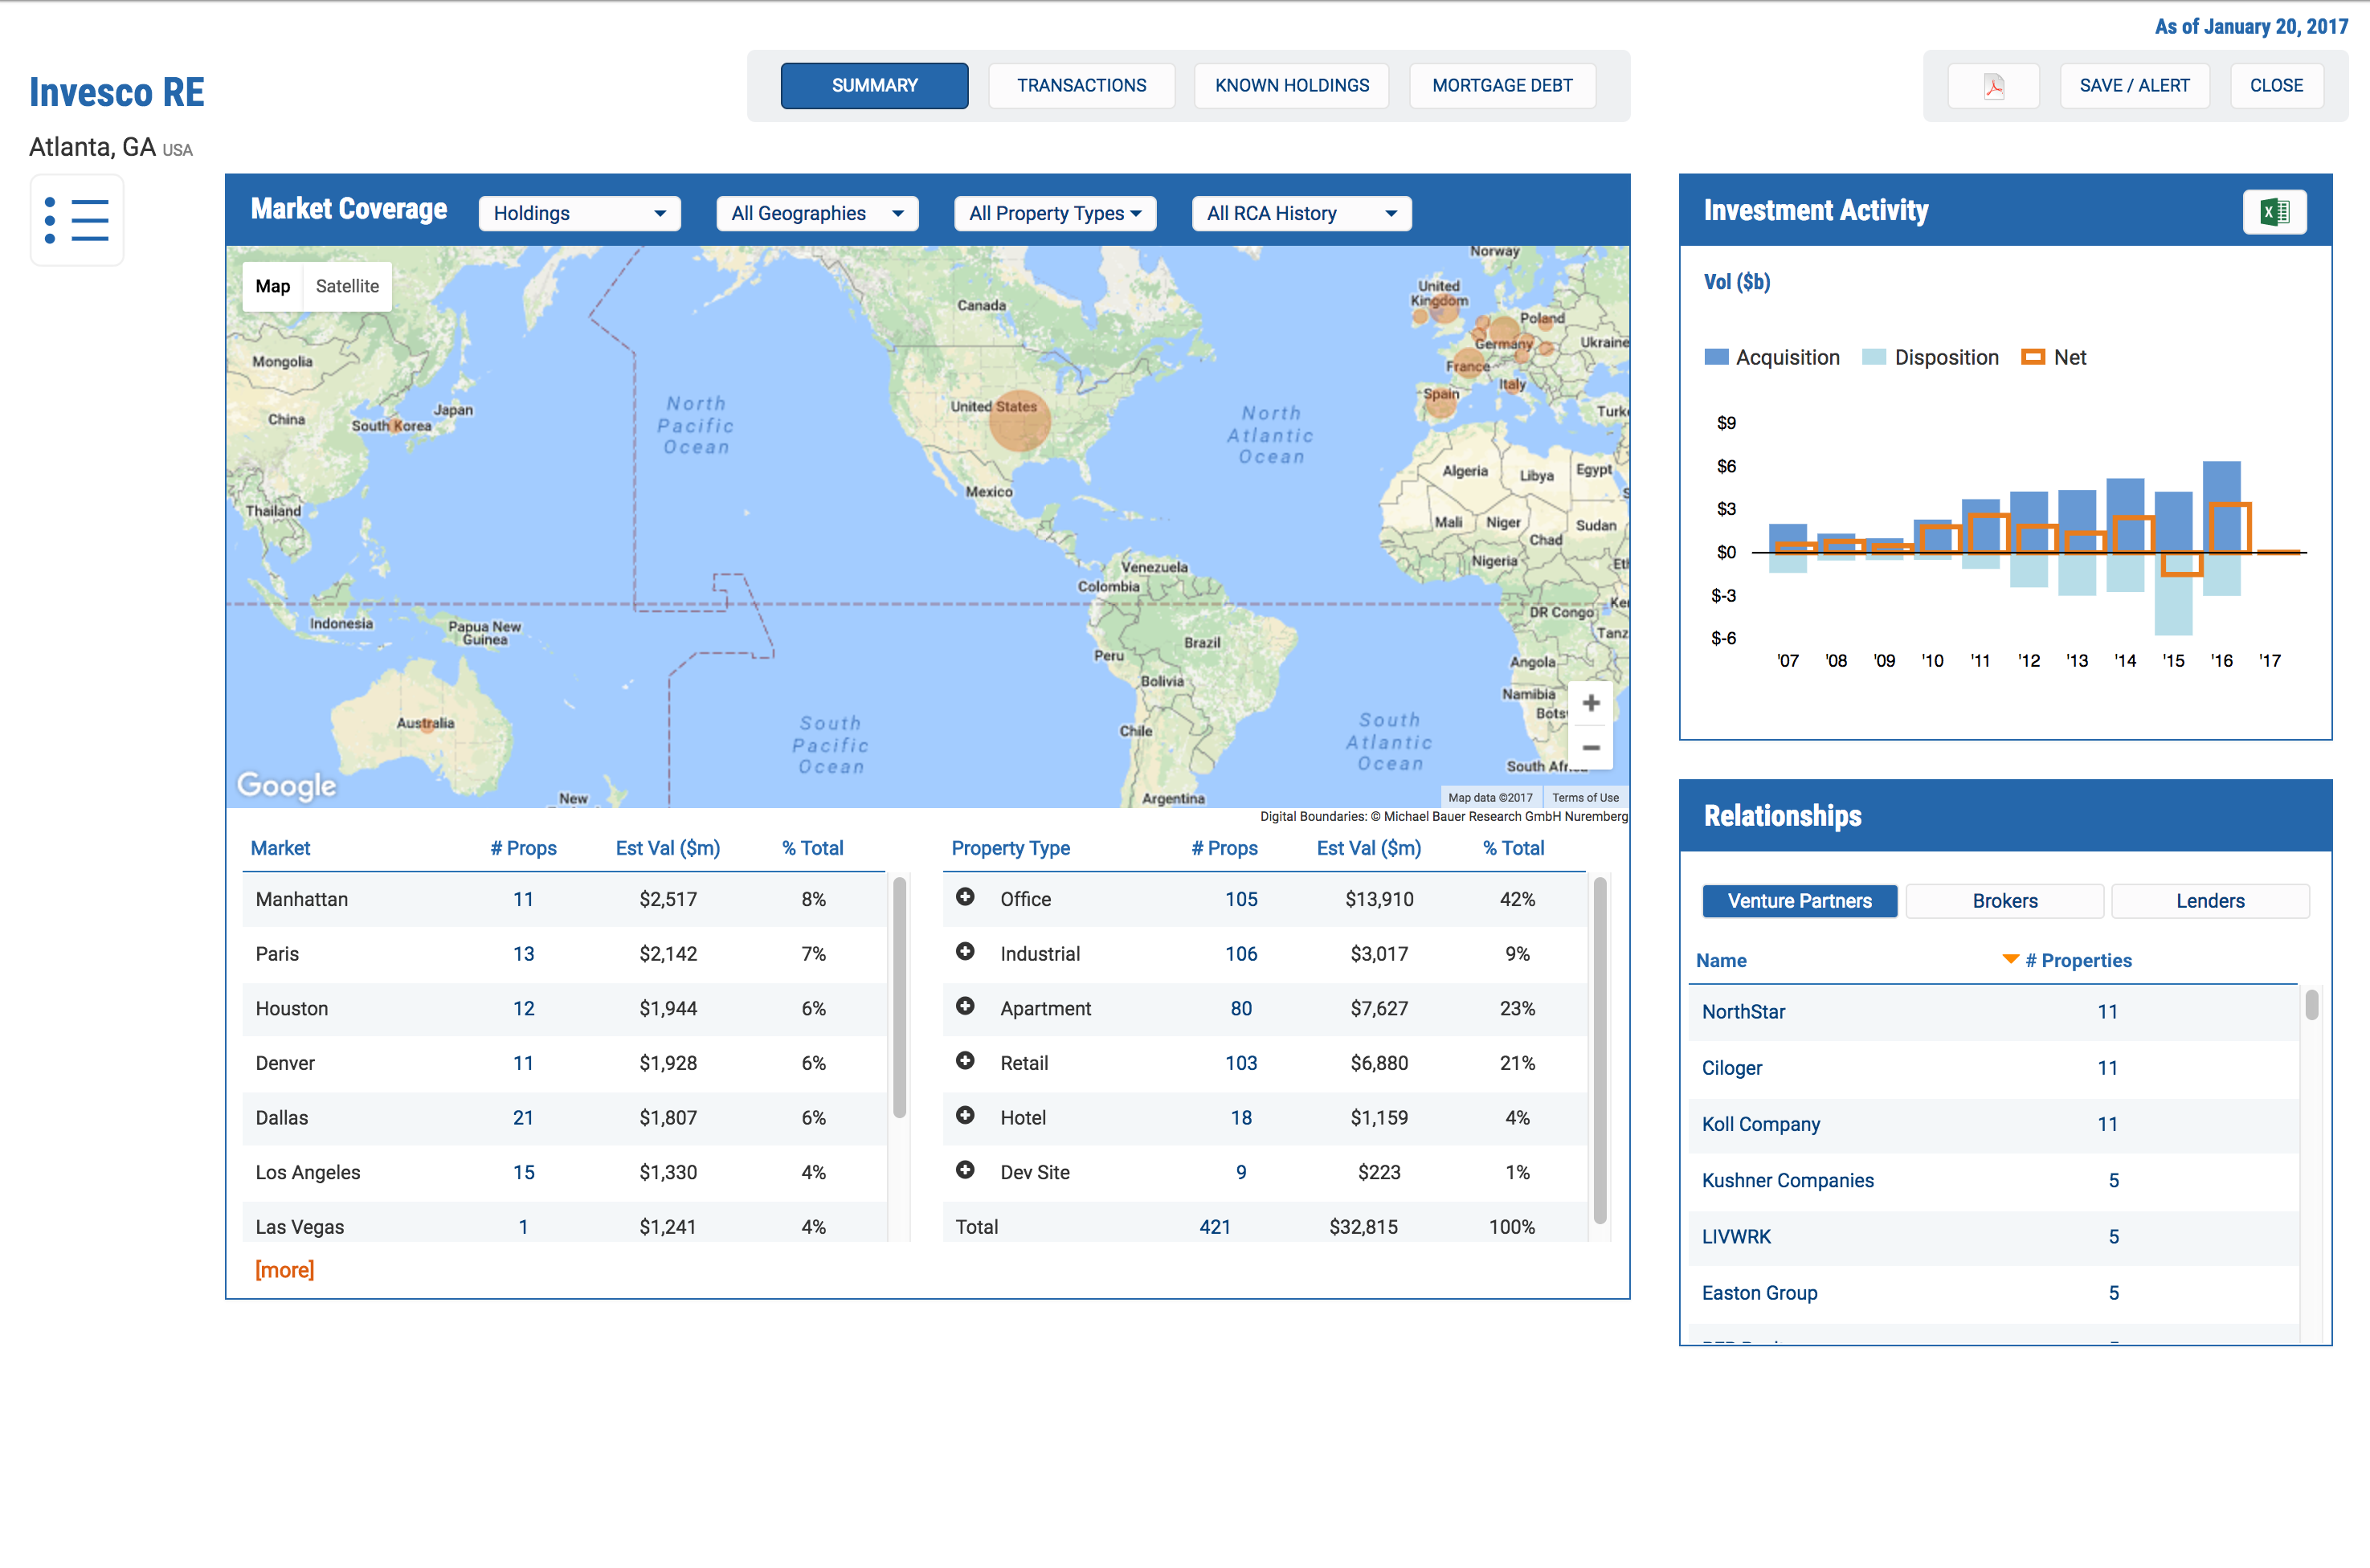 As of January 20, 2017
Invesco RE
Atlanta, GA USA
SUMMARY TRANSACTIONS KNOWN HOLDINGS MORTGAGE DEBT
SAVE / ALERT CLOSE
Market Coverage Holdings All Geographies All Property Types All RCA History
Map Satellite
Norway
United
Kingdom
Canada
Poland
Germany
Ukraine
Mongolia
France
Italy
Spain
United States
Japan
China
South Korea
North
Pacific
Ocean
North
Atlantic
Ocean
Turk
Algeria
Libya
Egypt
Mexico
Thailand
Mali
Niger
Sudan
Chad
Nigeria
Et
Venezuela
Colombia
DR Congo
Ke
Indonesia
Papua New
Guinea
Tanz
Brazil
Peru
Angola
Bolivia
Namibia
Bots
Australia
South
Pacific
Ocean
South
Atlantic
Ocean
Chile
South Afr
New
Argentina
Google
Map data ©2017 Terms of Use
Digital Boundaries: © Michael Bauer Research GmbH Nuremberg
Market # Props Est Val ($m) % Total
Manhattan 11 $2,517 8%
Paris 13 $2,142 7%
Houston 12 $1,944 6%
Denver 11 $1,928 6%
Dallas 21 $1,807 6%
Los Angeles 15 $1,330 4%
Las Vegas 1 $1,241 4%
[more]
Property Type # Props Est Val ($m) % Total
Office 105 $13,910 42%
Industrial 106 $3,017 9%
Apartment 80 $7,627 23%
Retail 103 $6,880 21%
Hotel 18 $1,159 4%
Dev Site 9 $223 1%
Total 421 $32,815 100%
Investment Activity
Vol ($b)
Acquisition Disposition Net
$9
$6
$3
$0
$-3
$-6
'07 '08 '09 '10 '11 '12 '13 '14 '15 '16 '17
Relationships
Venture Partners Brokers Lenders
Name # Properties
NorthStar 11
Ciloger 11
Koll Company 11
Kushner Companies 5
LIVWRK 5
Easton Group 5